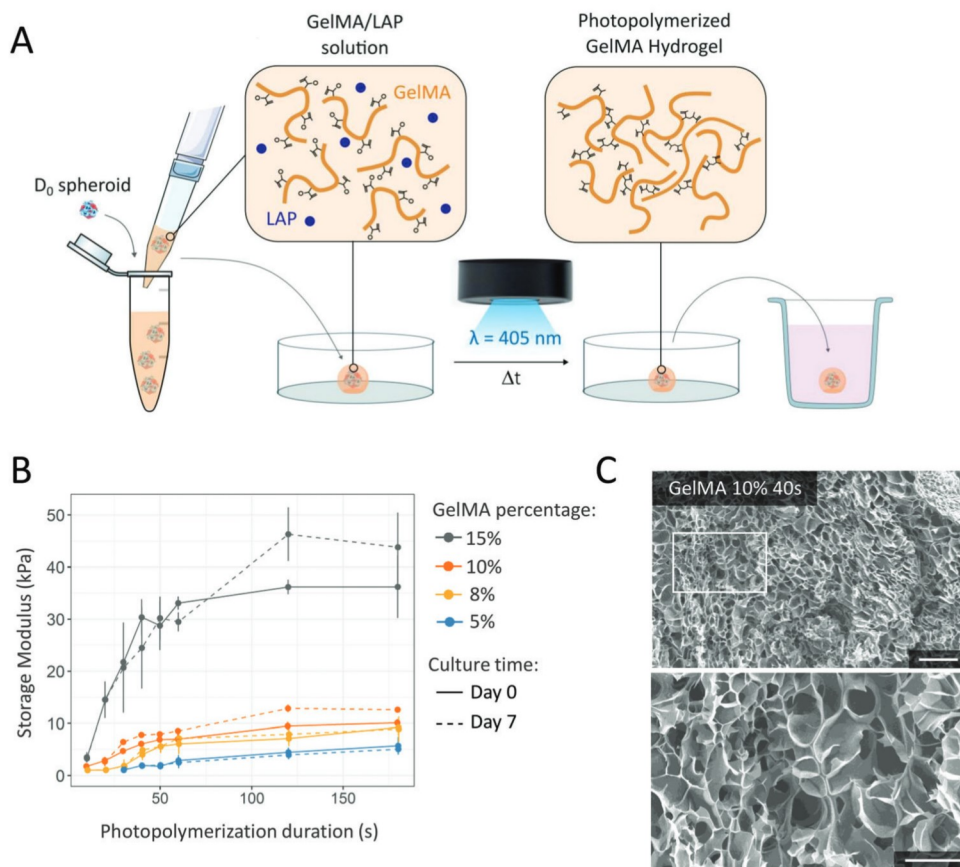 A
GelMA/LAP
solution
Photopolymerized
GelMA Hydrogel
GelMA
LAP
D₀ spheroid
λ = 405 nm
Δt
B
Storage Modulus (kPa)
50
40
30
20
10
0
50
100
150
Photopolymerization duration (s)
GelMA percentage:
15%
10%
8%
5%
Culture time:
Day 0
Day 7
C
GelMA 10% 40s